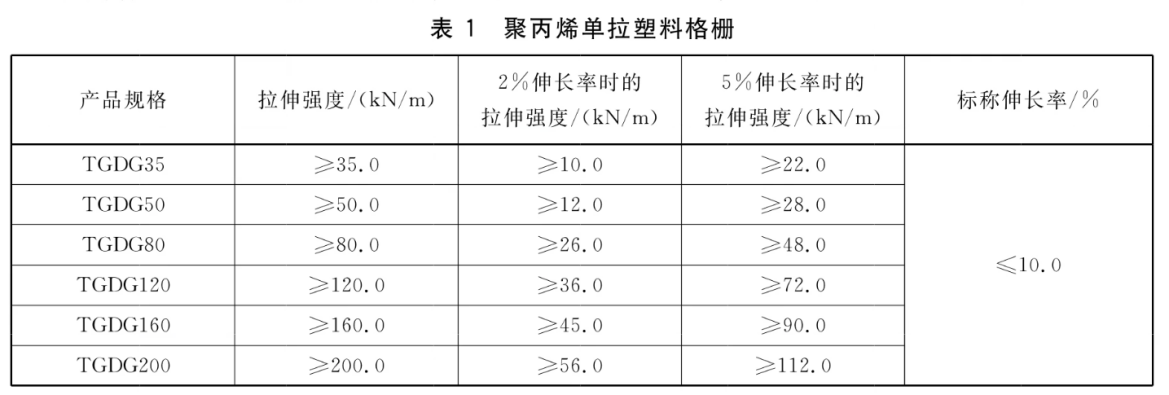 表 1 聚丙烯单拉塑料格栅
产品规格 拉伸强度/(kN/m) 2%伸长率时的拉伸强度/(kN/m) 5%伸长率时的拉伸强度/(kN/m) 标称伸长率/%
TGDG35 ≥35.0 ≥10.0 ≥22.0 ≤10.0
TGDG50 ≥50.0 ≥12.0 ≥28.0
TGDG80 ≥80.0 ≥26.0 ≥48.0
TGDG120 ≥120.0 ≥36.0 ≥72.0
TGDG160 ≥160.0 ≥45.0 ≥90.0
TGDG200 ≥200.0 ≥56.0 ≥112.0